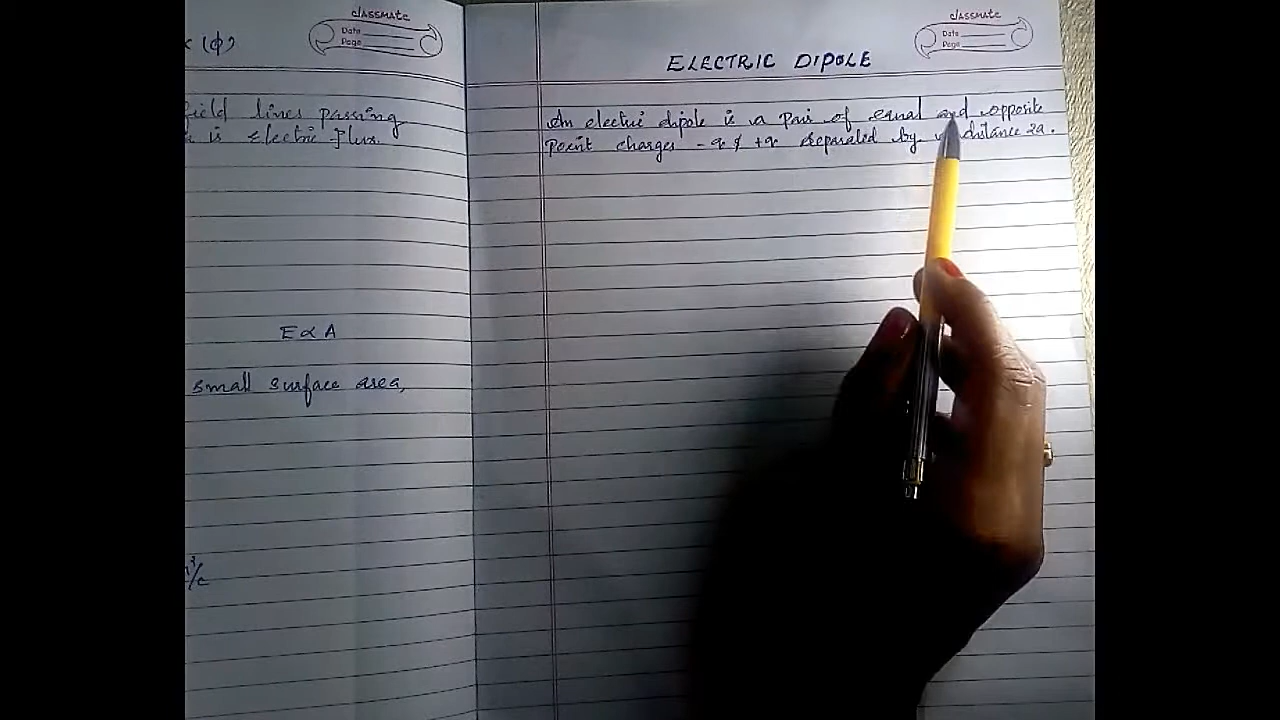 classmate
Date
Page
(ϕ)
field lines passing
is electric flux.
E ∝ A
small surface area,
/c
classmate
Date
Page
ELECTRIC DIPOLE
An electric dipole is a pair of equal and opposite
point charges -q & +q separated by distance 2a.